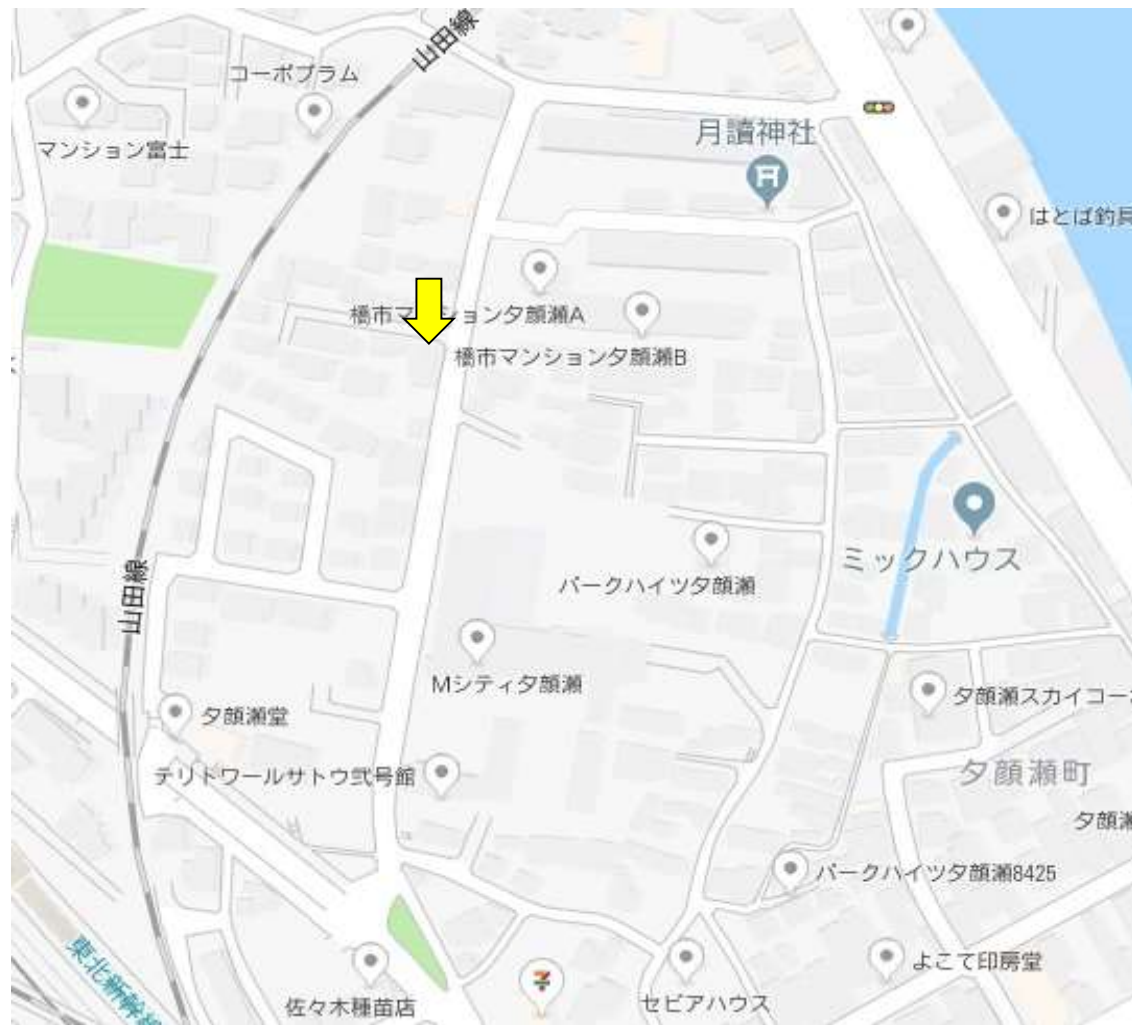 山田線
コーポプラム
マンション富士
月讀神社
はとば釣具
橋市マンション夕顔瀬A
橋市マンション夕顔瀬B
パークハイツ夕顔瀬
ミックハウス
山田線
Mシティ夕顔瀬
夕顔瀬スカイコー
夕顔瀬堂
テリトワールサトウ弐号館
夕顔瀬町
夕顔瀬
パークハイツ夕顔瀬8425
東北新幹線
よこて印房堂
佐々木種苗店
セビアハウス